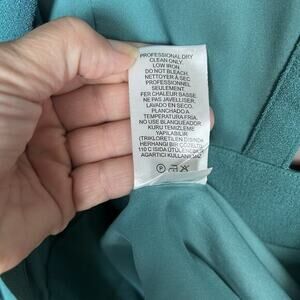 PROFESSIONAL DRY
CLEAN ONLY.
LOW IRON.
DO NOT BLEACH.
NETTOYER À SEC
PROFESSIONNEL
SEULEMENT.
FER CHALEUR BASSE.
NE PAS JAVELLISER.
LAVADO EN SECO.
PLANCHADO A
TEMPERATURA FRIA.
NO USE BLANQUEADOR
KURU TEMIZLEME
YAPILABILIR
(TRIKLORETILEN DISINDA
HERHANGI BIR ÇÖZELTI)
110 C ISIDA ÜTÜLENEBILIR
AGARTICI KULLANILMAZ
P